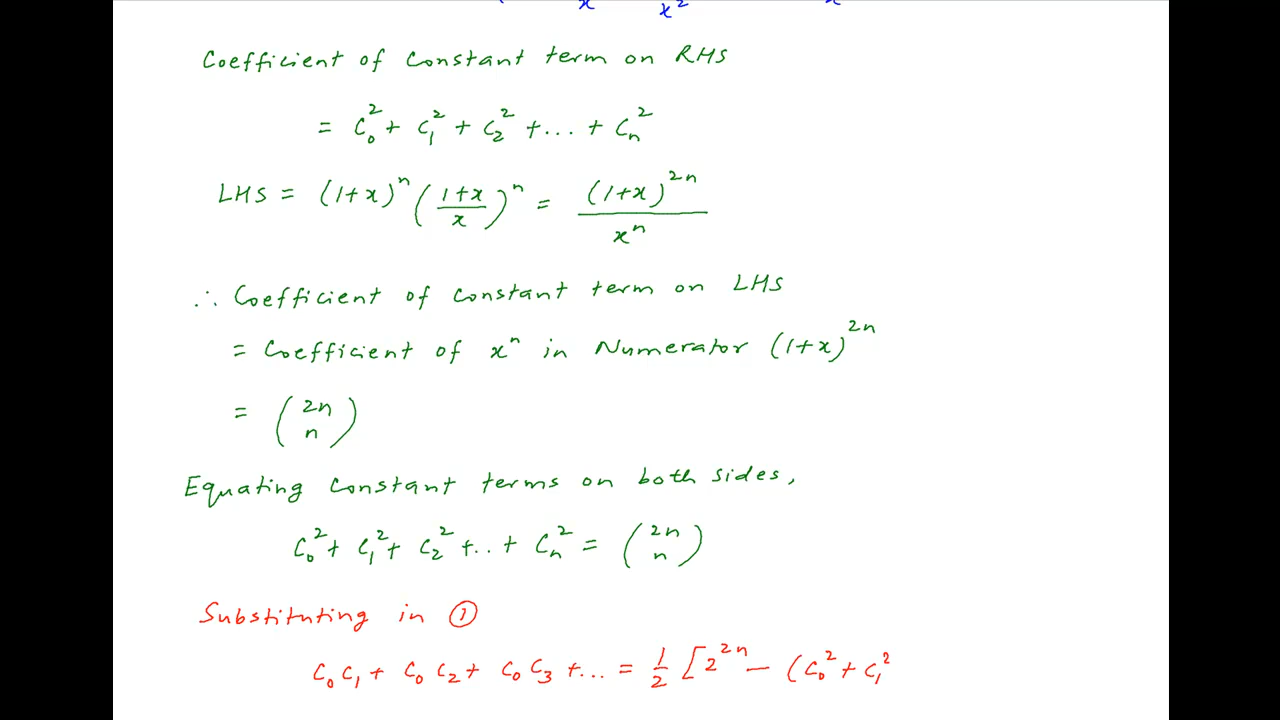 x x² x
Coefficient of constant term on RHS
= C₀² + C₁² + C₂² + ... + Cₙ²
LHS = (1+x)ⁿ ((1+x)/x)ⁿ = (1+x)²ⁿ / xⁿ
∴ Coefficient of constant term on LHS
= Coefficient of xⁿ in Numerator (1+x)²ⁿ
= (2n n)
Equating constant terms on both sides,
C₀² + C₁² + C₂² + .. + Cₙ² = (2n n)
Substituting in ①
C₀C₁ + C₀C₂ + C₀C₃ + ... = 1/2 [2²ⁿ − (C₀² + C₁²